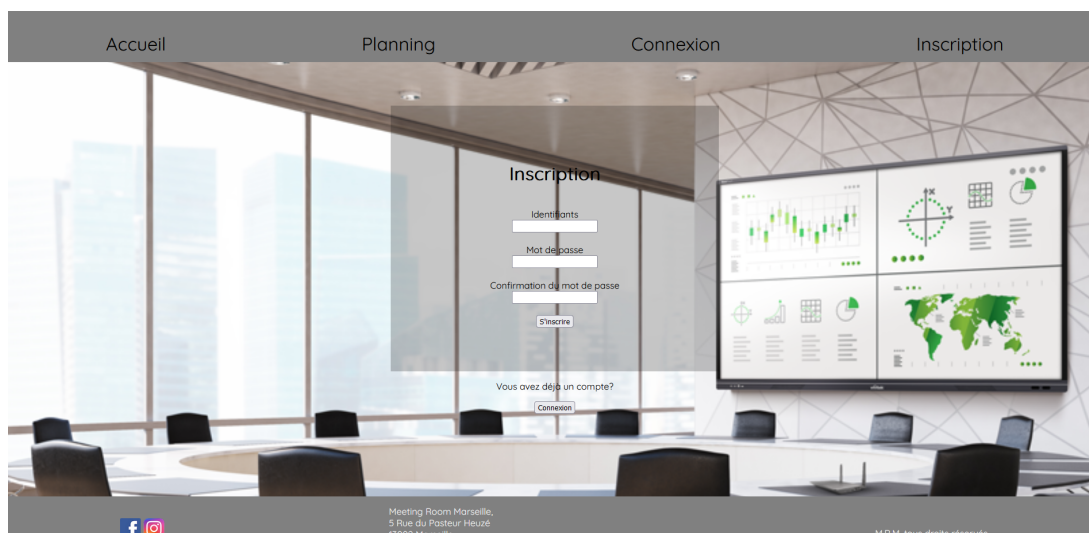 Accueil
Planning
Connexion
Inscription
Inscription
Identifiants
Mot de passe
Confirmation du mot de passe
S'inscrire
Vous avez déjà un compte?
Connexion
X
Y
Meeting Room Marseille,
5 Rue du Pasteur Heuzé